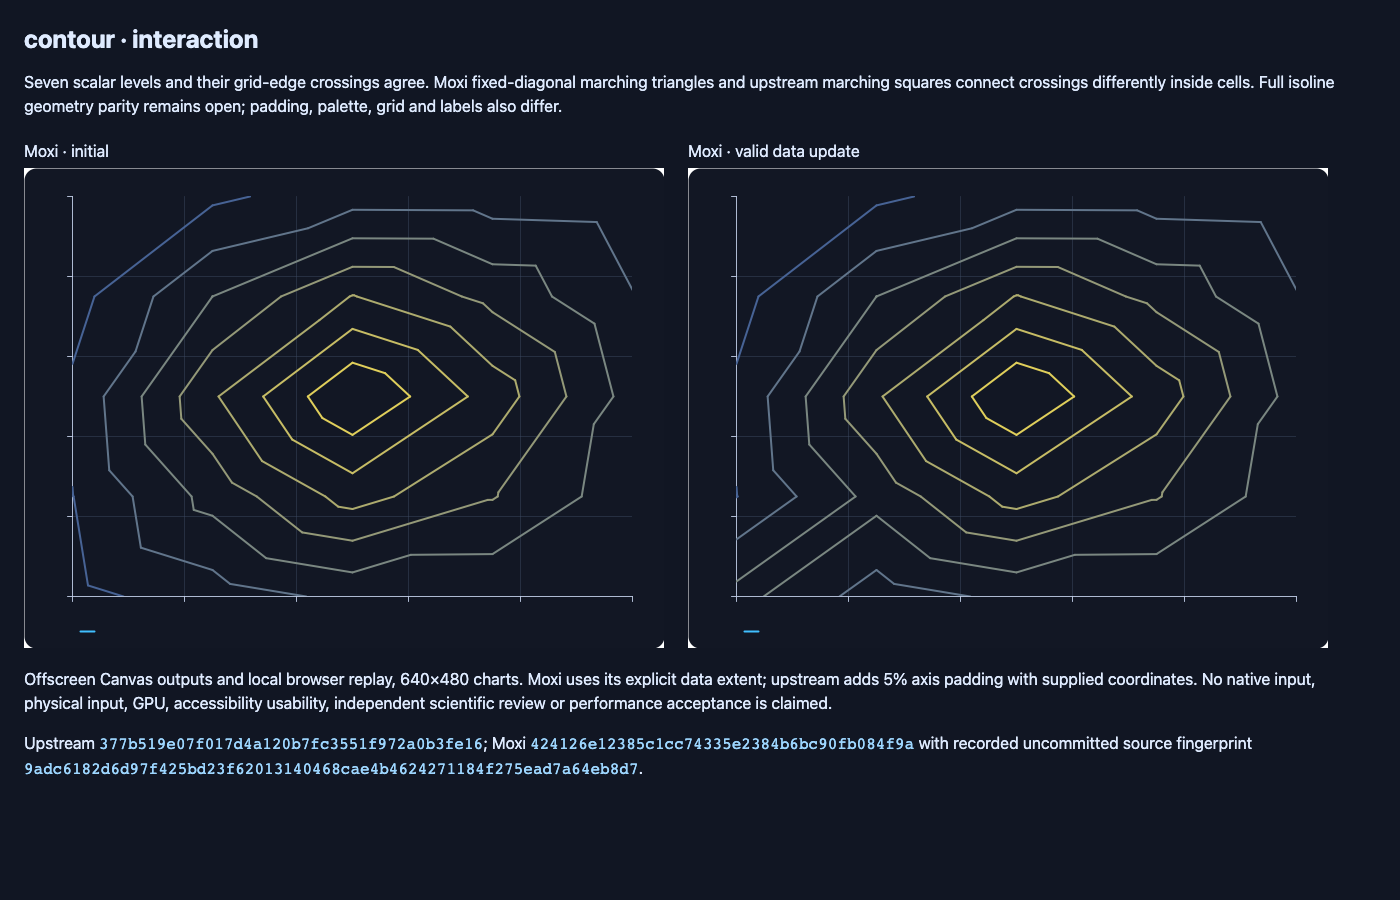 contour · interaction
Seven scalar levels and their grid-edge crossings agree. Moxi fixed-diagonal marching triangles and upstream marching squares connect crossings differently inside cells. Full isoline
geometry parity remains open; padding, palette, grid and labels also differ.
Moxi · initial
Moxi · valid data update
Offscreen Canvas outputs and local browser replay, 640×480 charts. Moxi uses its explicit data extent; upstream adds 5% axis padding with supplied coordinates. No native input,
physical input, GPU, accessibility usability, independent scientific review or performance acceptance is claimed.
Upstream 377b519e07f017d4a120b7fc3551f972a0b3fe16; Moxi 424126e12385c1cc74335e2384b6bc90fb084f9a with recorded uncommitted source fingerprint
9adc6182d6d97f425bd23f62013140468cae4b4624271184f275ead7a64eb8d7.